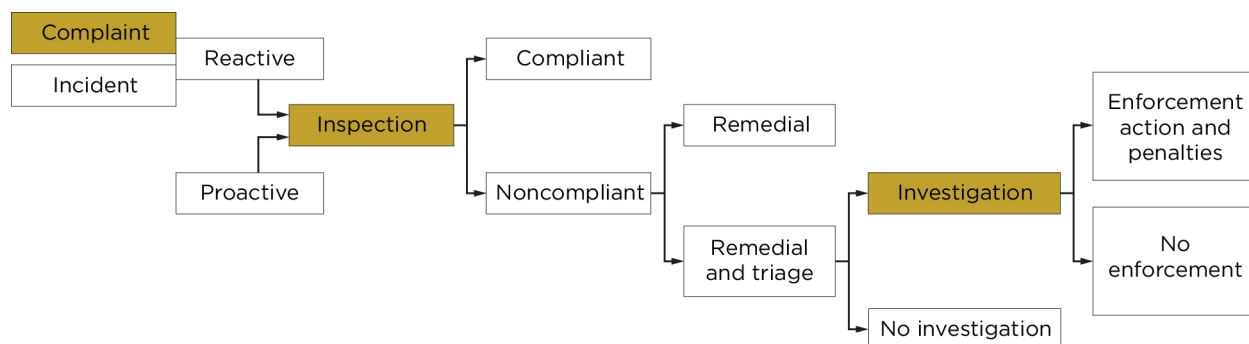 Complaint
Incident
Reactive
Proactive
Inspection
Compliant
Noncompliant
Remedial
Remedial
and triage
Investigation
No investigation
Enforcement
action and
penalties
No
enforcement